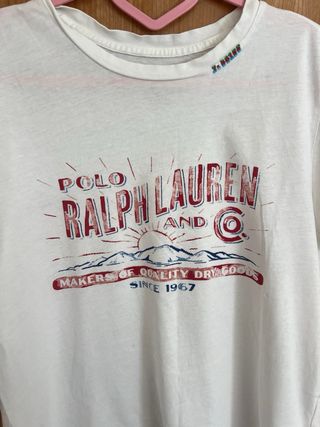 POLO
RALPH LAUREN
AND CO.
MAKERS OF QUALITY DRY GOODS
SINCE 1967